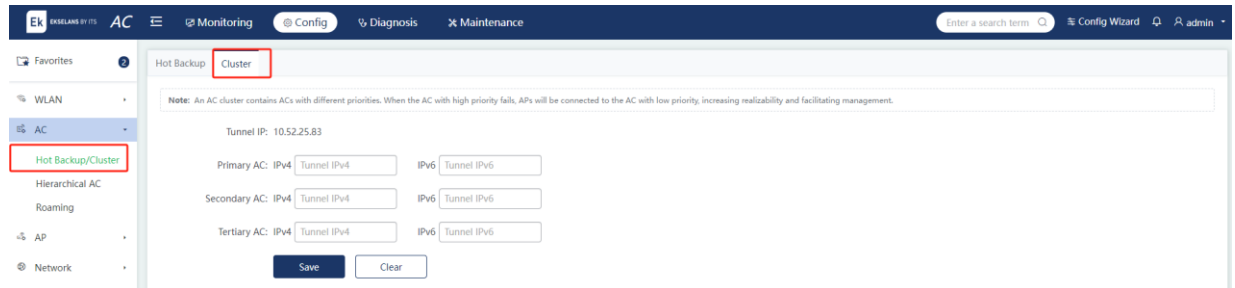 Ek EKSELANS BY ITS AC Monitoring Config Diagnosis Maintenance Enter a search term Config Wizard admin
Favorites 2
Hot Backup Cluster
WLAN
Note: An AC cluster contains ACs with different priorities. When the AC with high priority fails, APs will be connected to the AC with low priority, increasing realizability and facilitating management.
AC
Tunnel IP: 10.52.25.83
Hot Backup/Cluster
Primary AC: IPv4 Tunnel IPv4 IPv6 Tunnel IPv6
Hierarchical AC
Secondary AC: IPv4 Tunnel IPv4 IPv6 Tunnel IPv6
Roaming
Tertiary AC: IPv4 Tunnel IPv4 IPv6 Tunnel IPv6
AP
Network
Save Clear